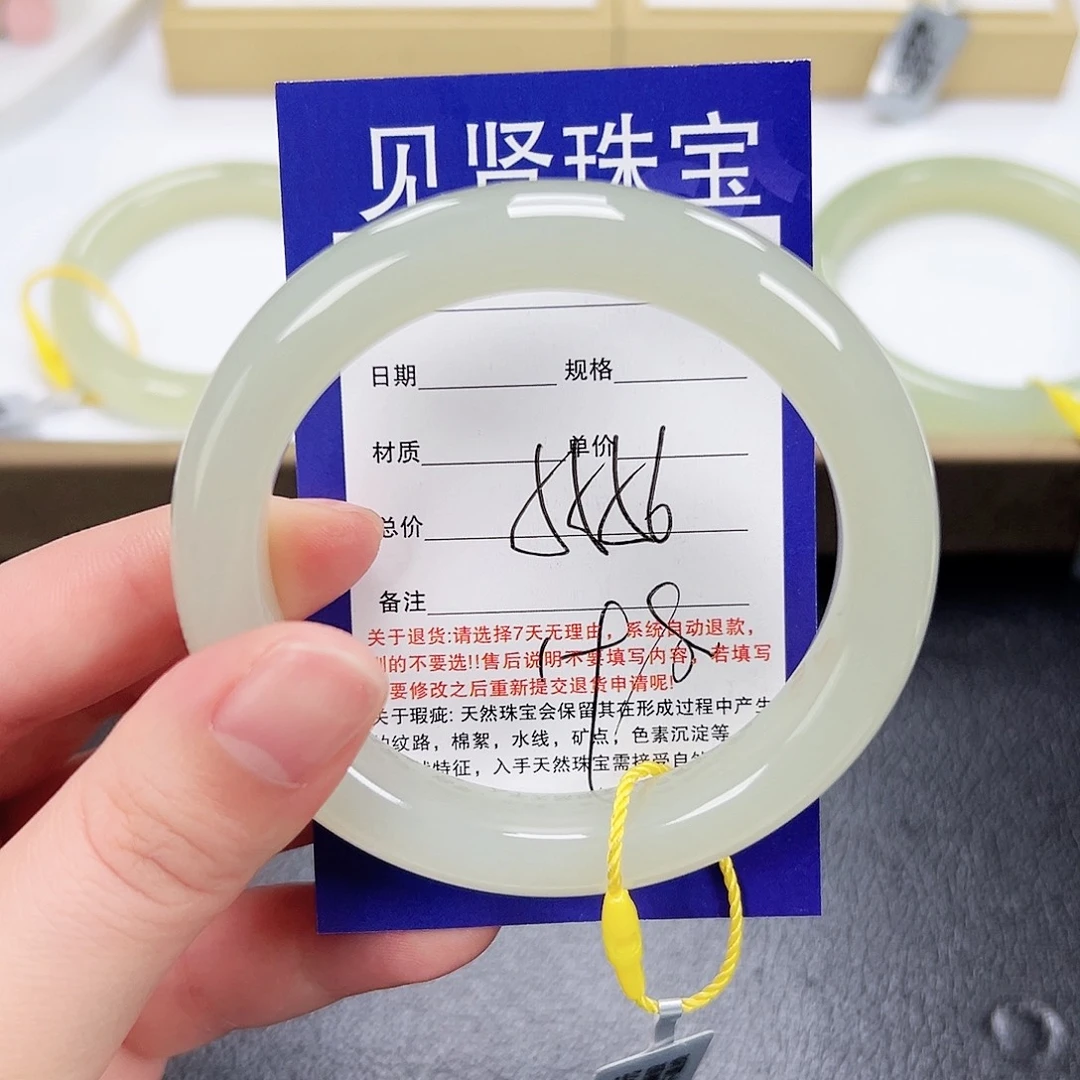 见贤珠宝
日期 规格
材质 单价
总价
备注
关于退货:请选择7天无理由，系统自动退款，
别的不要选!!售后说明不要填写内容，若填写
要修改之后重新提交退货申请呢!
关于瑕疵: 天然珠宝会保留其在形成过程中产生
的纹路，棉絮，水线，矿点，色素沉淀等
特征，入手天然珠宝需接受自然